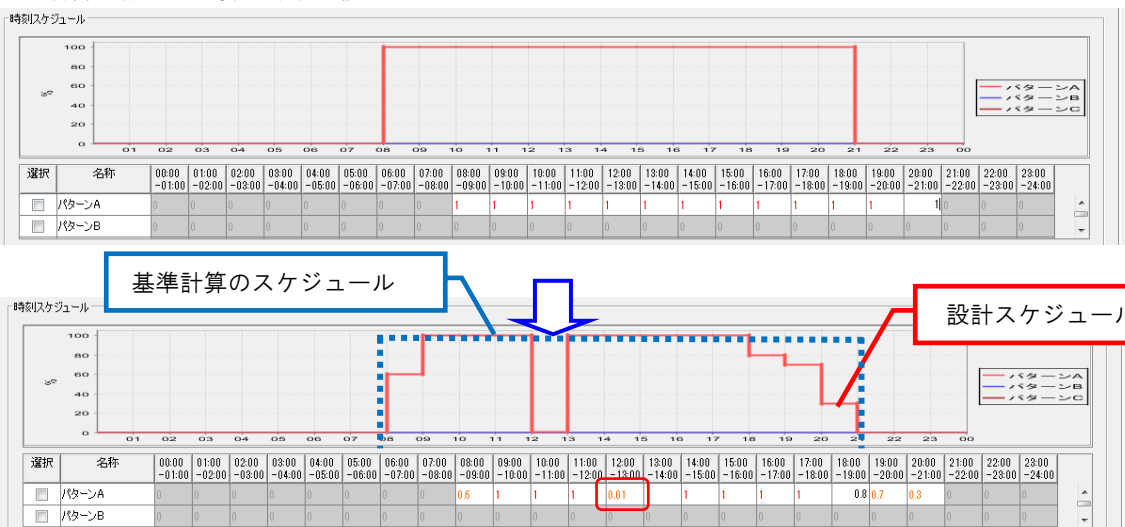 時刻スケジュール
100
80
60
40
20
0
%
01 02 03 04 05 06 07 08 09 10 11 12 13 14 15 16 17 18 19 20 21 22 23 00
パターンA
パターンB
パターンC
選択 名称 00:00 01:00 02:00 03:00 04:00 05:00 06:00 07:00 08:00 09:00 10:00 11:00 12:00 13:00 14:00 15:00 16:00 17:00 18:00 19:00 20:00 21:00 22:00 23:00
-01:00 -02:00 -03:00 -04:00 -05:00 -06:00 -07:00 -08:00 -09:00 -10:00 -11:00 -12:00 -13:00 -14:00 -15:00 -16:00 -17:00 -18:00 -19:00 -20:00 -21:00 -22:00 -23:00 -24:00
パターンA 0 0 0 0 0 0 0 0 1 1 1 1 1 1 1 1 1 1 1 1 1 0 0 0
パターンB 0 0 0 0 0 0 0 0 0 0 0 0 0 0 0 0 0 0 0 0 0 0 0 0
基準計算のスケジュール
設計スケジュール
時刻スケジュール
100
80
60
40
20
0
%
01 02 03 04 05 06 07 08 09 10 11 12 13 14 15 16 17 18 19 20 21 22 23 00
パターンA
パターンB
パターンC
選択 名称 00:00 01:00 02:00 03:00 04:00 05:00 06:00 07:00 08:00 09:00 10:00 11:00 12:00 13:00 14:00 15:00 16:00 17:00 18:00 19:00 20:00 21:00 22:00 23:00
-01:00 -02:00 -03:00 -04:00 -05:00 -06:00 -07:00 -08:00 -09:00 -10:00 -11:00 -12:00 -13:00 -14:00 -15:00 -16:00 -17:00 -18:00 -19:00 -20:00 -21:00 -22:00 -23:00 -24:00
パターンA 0 0 0 0 0 0 0 0 0.6 1 1 1 0.01 1 1 1 1 1 0.8 0.7 0.3 0 0 0
パターンB 0 0 0 0 0 0 0 0 0 0 0 0 0 0 0 0 0 0 0 0 0 0 0 0